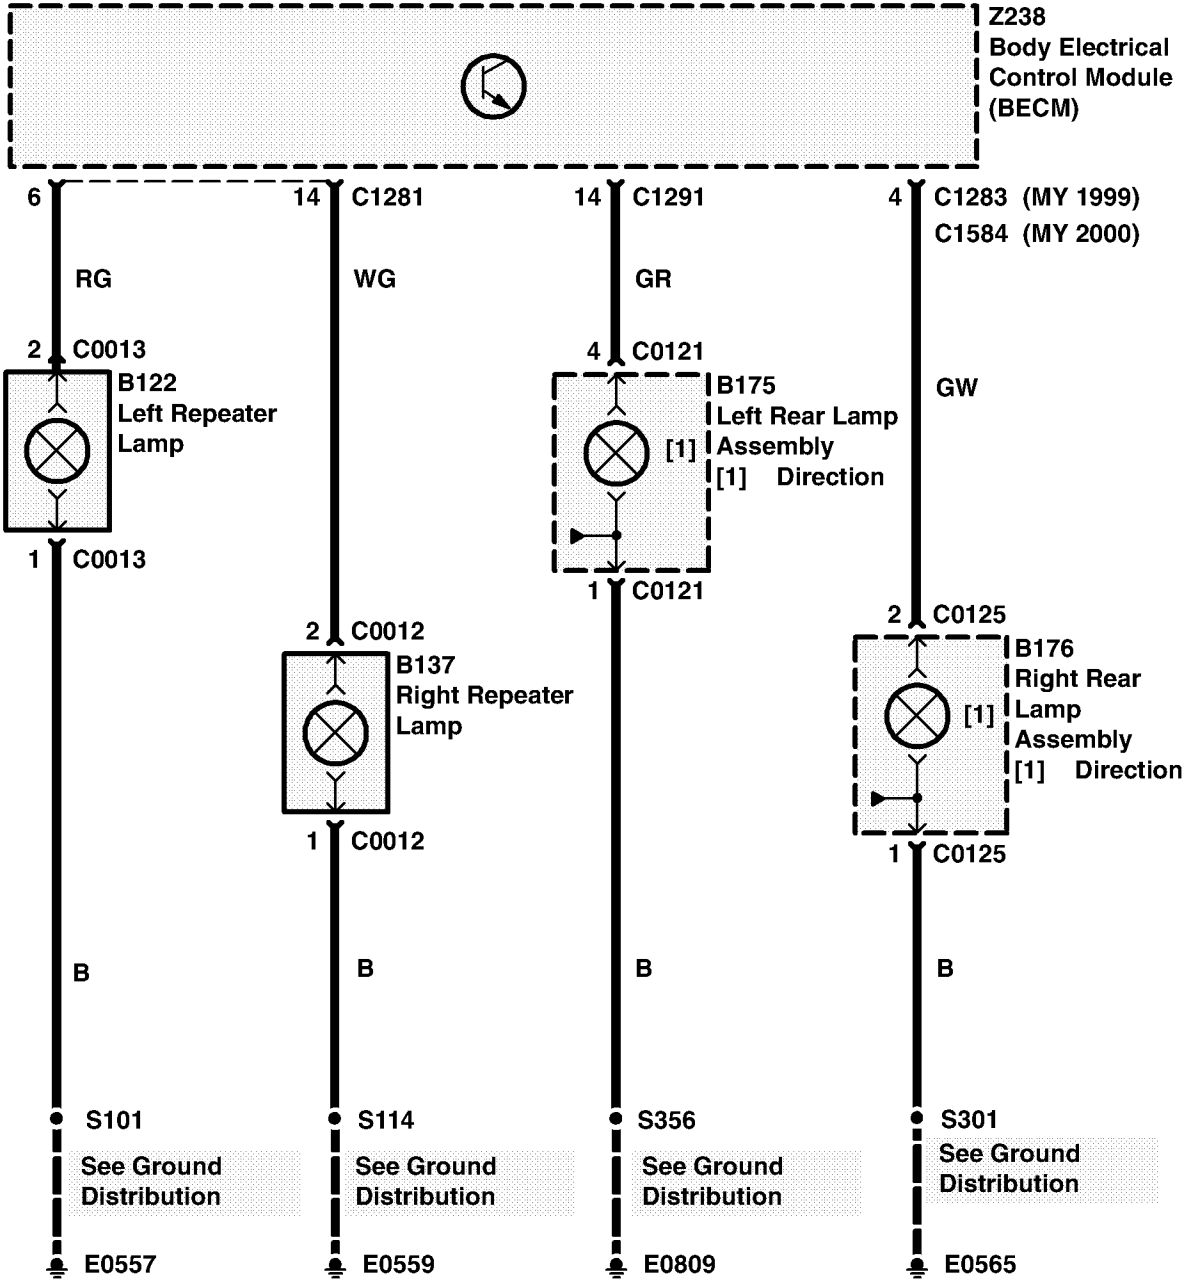 Z238
Body Electrical
Control Module
(BECM)
6
14 C1281
14 C1291
4 C1283 (MY 1999)
C1584 (MY 2000)
RG
WG
GR
GW
2 C0013
B122
Left Repeater
Lamp
1 C0013
4 C0121
B175
Left Rear Lamp
[1] Assembly
[1] Direction
1 C0121
2 C0012
B137
Right Repeater
Lamp
1 C0012
2 C0125
B176
Right Rear
[1] Lamp
Assembly
[1] Direction
1 C0125
B
B
B
B
S101
S114
S356
S301
See Ground
Distribution
See Ground
Distribution
See Ground
Distribution
See Ground
Distribution
E0557
E0559
E0809
E0565